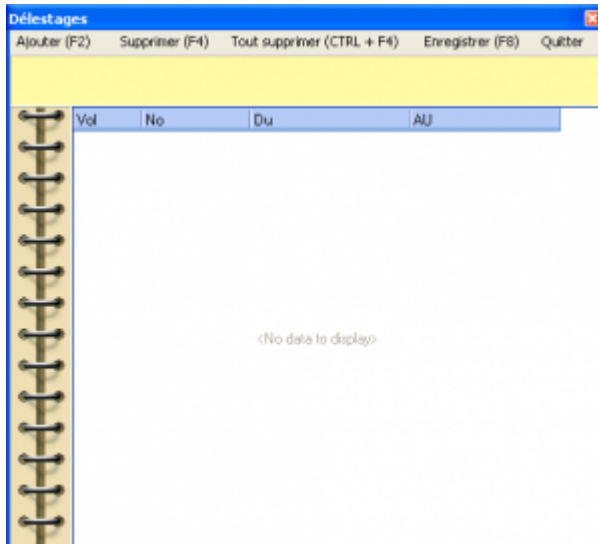 Délestages
Ajouter (F2) Supprimer (F4) Tout supprimer (CTRL + F4) Enregistrer (F8) Quitter
Vol No Du AU
<No data to display>